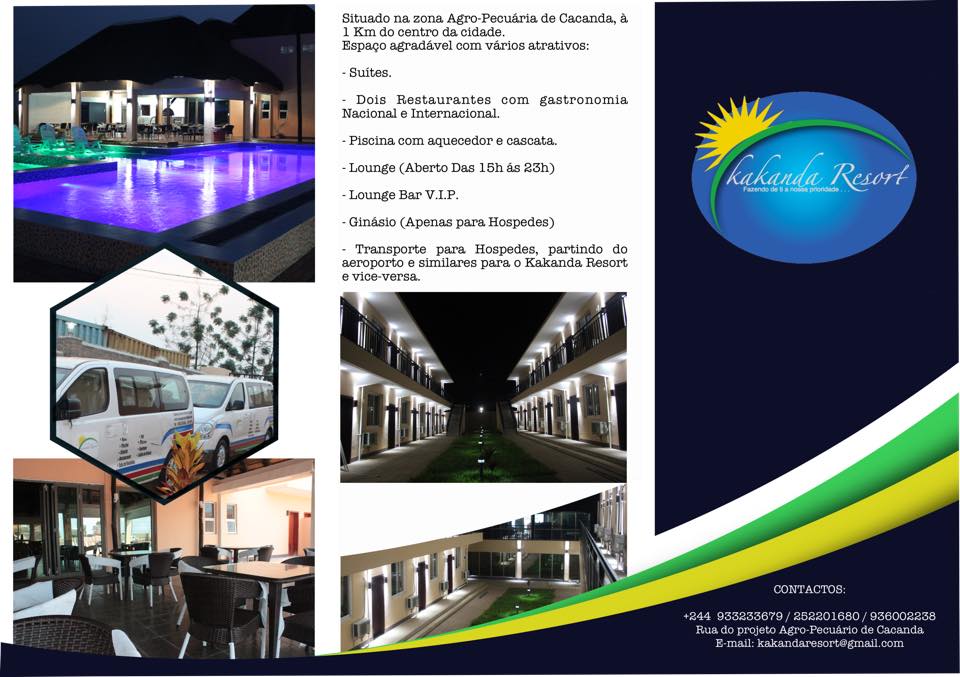 Situado na zona Agro-Pecuária de Cacanda, à
1 Km do centro da cidade.
Espaço agradável com vários atrativos:
- Suítes.
- Dois Restaurantes com gastronomia
Nacional e Internacional.
- Piscina com aquecedor e cascata.
- Lounge (Aberto Das 15h ás 23h)
- Lounge Bar V.I.P.
- Ginásio (Apenas para Hospedes)
- Transporte para Hospedes, partindo do
aeroporto e similares para o Kakanda Resort
e vice-versa.
kakanda Resort
Fazendo de ti a nossa prioridade . . .
CONTACTOS:
+244 933233679 / 252201680 / 936002238
Rua do projeto Agro-Pecuário de Cacanda
E-mail: kakandaresort@gmail.com